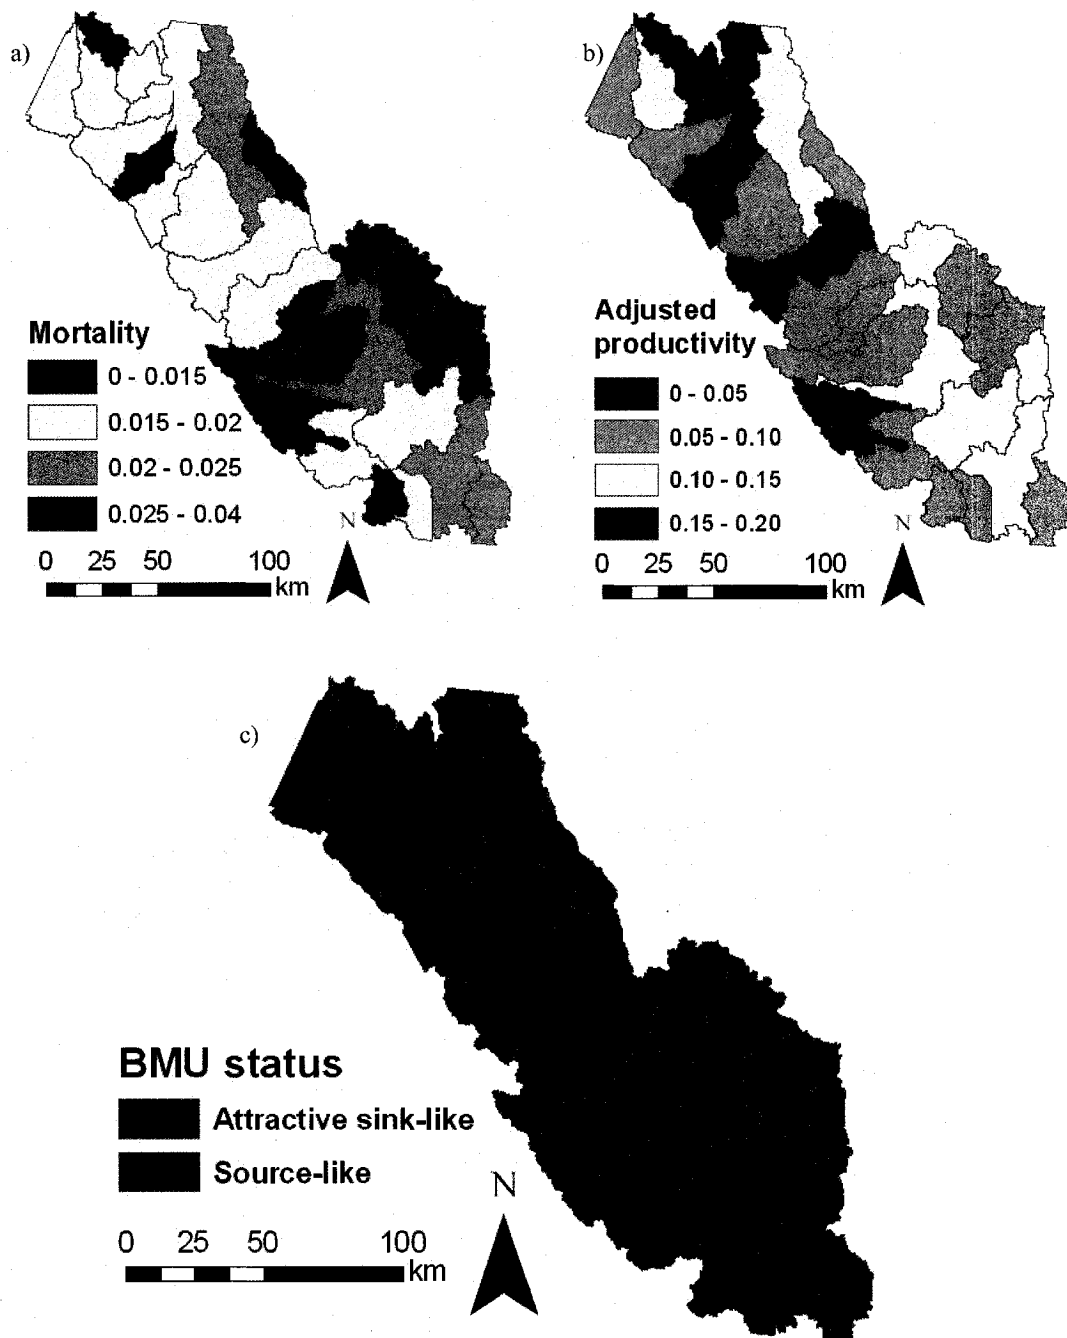 a)
Mortality
0 - 0.015
0.015 - 0.02
0.02 - 0.025
0.025 - 0.04
N
0 25 50 100
km
b)
Adjusted
productivity
0 - 0.05
0.05 - 0.10
0.10 - 0.15
0.15 - 0.20
N
0 25 50 100
km
c)
BMU status
Attractive sink-like
Source-like
N
0 25 50 100
km